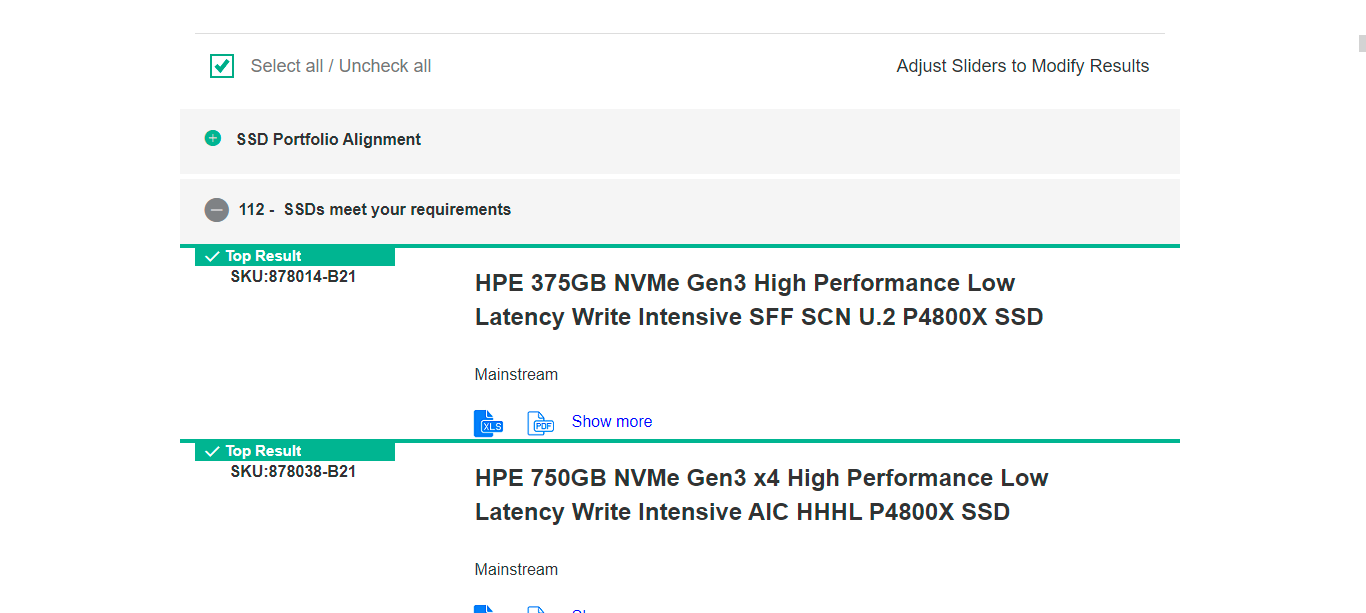 Select all / Uncheck all
Adjust Sliders to Modify Results
SSD Portfolio Alignment
112 -  SSDs meet your requirements
Top Result
SKU:878014-B21
HPE 375GB NVMe Gen3 High Performance Low
Latency Write Intensive SFF SCN U.2 P4800X SSD
Mainstream
XLS
PDF
Show more
Top Result
SKU:878038-B21
HPE 750GB NVMe Gen3 x4 High Performance Low
Latency Write Intensive AIC HHHL P4800X SSD
Mainstream